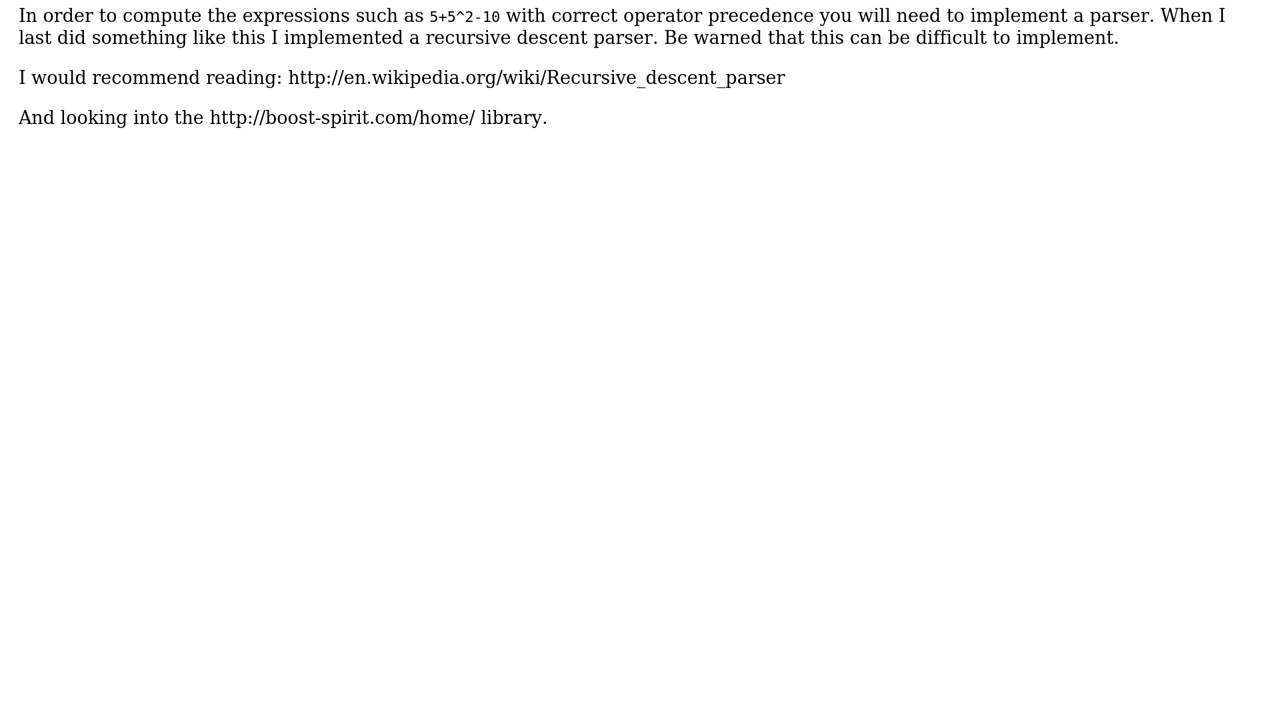 In order to compute the expressions such as 5+5^2-10 with correct operator precedence you will need to implement a parser. When I
last did something like this I implemented a recursive descent parser. Be warned that this can be difficult to implement.
I would recommend reading: http://en.wikipedia.org/wiki/Recursive_descent_parser
And looking into the http://boost-spirit.com/home/ library.